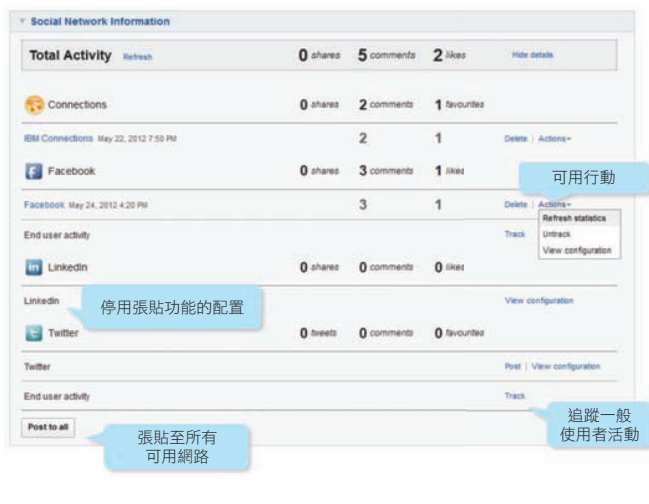 Social Network Information
Total Activity Refresh 0 shares 5 comments 2 likes Hide details
Connections 0 shares 2 comments 1 favourites
IBM Connections May 22, 2012 7:50 PM 2 1 Delete | Actions
Facebook 0 shares 3 comments 1 likes
可用行動
Facebook May 24, 2012 4:20 PM 3 1 Delete | Actions
Refresh statistics
End user activity Track Untrack
View configuration
LinkedIn 0 shares 0 comments 0 likes
LinkedIn View configuration
停用張貼功能的配置
Twitter 0 tweets 0 comments 0 favourites
Twitter Post | View configuration
End user activity Track
Post to all
張貼至所有
可用網路
追蹤一般
使用者活動